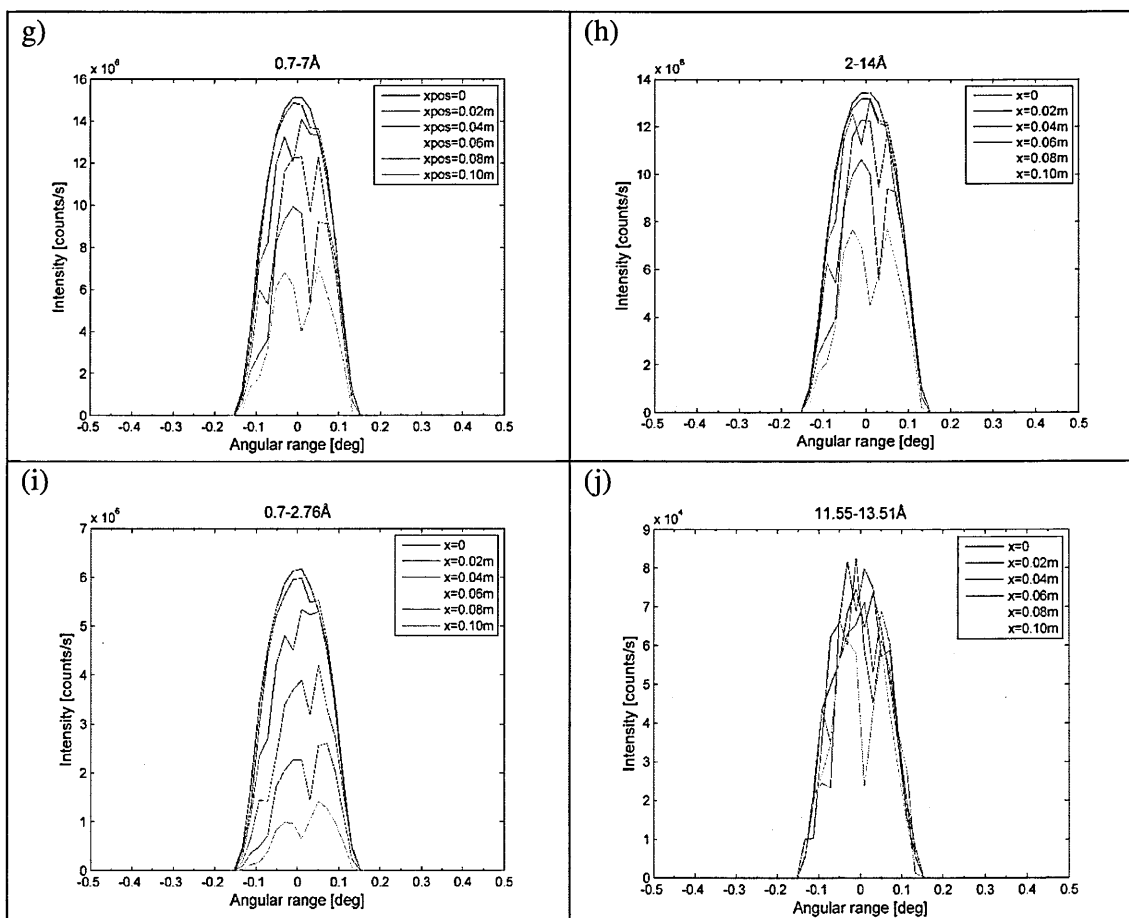 g)
0.7-7Å
x 10^6
16
14
12
10
8
6
4
2
0
Intensity [counts/s]
xpos=0
xpos=0.02m
xpos=0.04m
xpos=0.06m
xpos=0.08m
xpos=0.10m
-0.5 -0.4 -0.3 -0.2 -0.1 0 0.1 0.2 0.3 0.4 0.5
Angular range [deg]
(h)
2-14Å
x 10^6
14
12
10
8
6
4
2
0
Intensity [counts/s]
x=0
x=0.02m
x=0.04m
x=0.06m
x=0.08m
x=0.10m
-0.5 -0.4 -0.3 -0.2 -0.1 0 0.1 0.2 0.3 0.4 0.5
Angular range [deg]
(i)
0.7-2.76Å
x 10^6
7
6
5
4
3
2
1
0
Intensity [counts/s]
x=0
x=0.02m
x=0.04m
x=0.06m
x=0.08m
x=0.10m
-0.5 -0.4 -0.3 -0.2 -0.1 0 0.1 0.2 0.3 0.4 0.5
Angular range [deg]
(j)
11.55-13.51Å
x 10^4
9
8
7
6
5
4
3
2
1
0
Intensity [counts/s]
x=0
x=0.02m
x=0.04m
x=0.06m
x=0.08m
x=0.10m
-0.5 -0.4 -0.3 -0.2 -0.1 0 0.1 0.2 0.3 0.4 0.5
Angular range [deg]